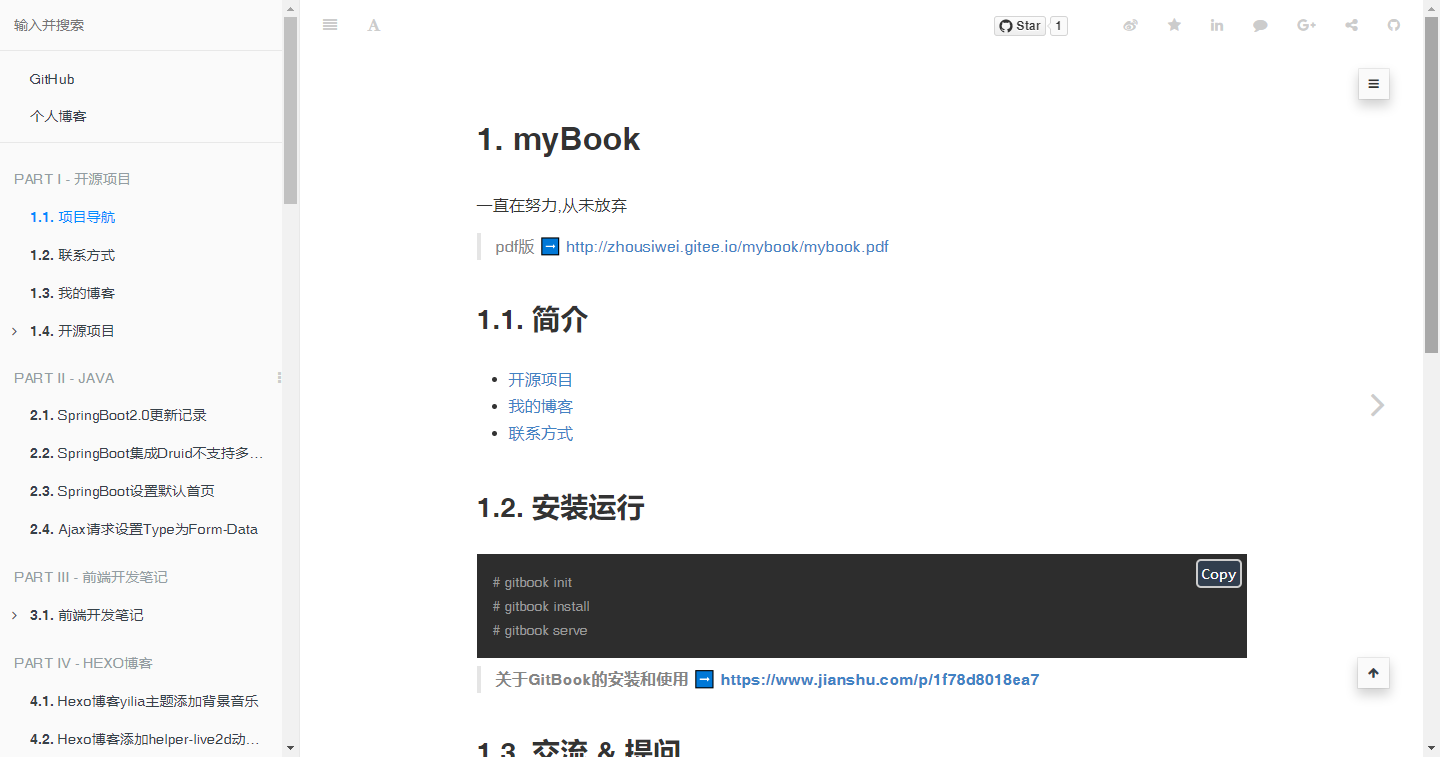 输入并搜索
GitHub
个人博客
PART I - 开源项目
1.1. 项目导航
1.2. 联系方式
1.3. 我的博客
1.4. 开源项目
PART II - JAVA
2.1. SpringBoot2.0更新记录
2.2. SpringBoot集成Druid不支持多...
2.3. SpringBoot设置默认首页
2.4. Ajax请求设置Type为Form-Data
PART III - 前端开发笔记
3.1. 前端开发笔记
PART IV - HEXO博客
4.1. Hexo博客yilia主题添加背景音乐
4.2. Hexo博客添加helper-live2d动...
A
Star 1
1. myBook
一直在努力,从未放弃
pdf版 ➡ http://zhousiwei.gitee.io/mybook/mybook.pdf
1.1. 简介
开源项目
我的博客
联系方式
1.2. 安装运行
Copy
# gitbook init
# gitbook install
# gitbook serve
关于GitBook的安装和使用 ➡ https://www.jianshu.com/p/1f78d8018ea7
1.3. 交流 & 提问